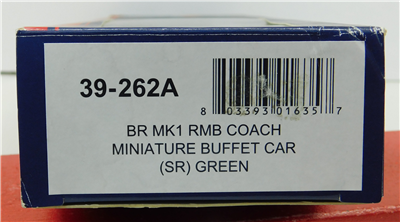 39-262A
8 03393 01635 7
BR MK1 RMB COACH
MINIATURE BUFFET CAR
(SR) GREEN